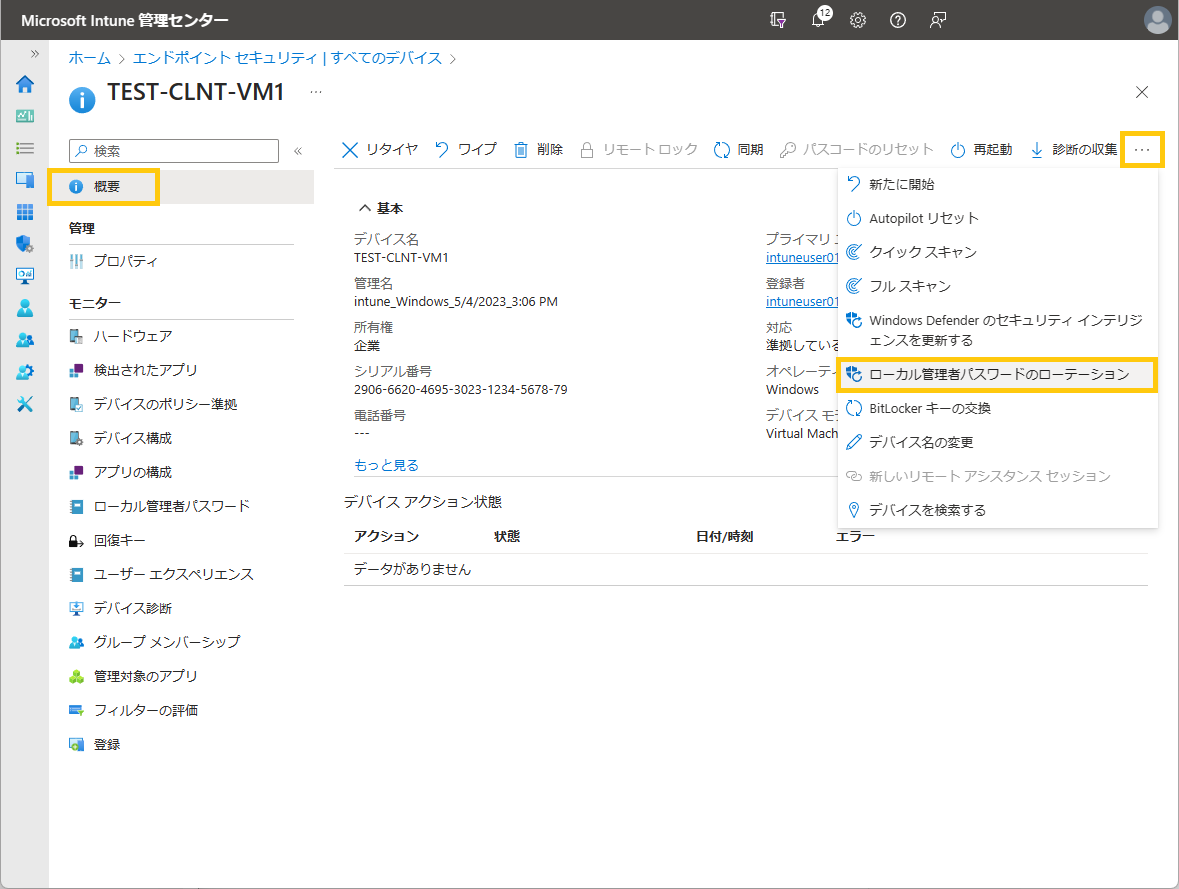 Microsoft Intune 管理センター
12
ホーム > エンドポイント セキュリティ | すべてのデバイス >
TEST-CLNT-VM1 ...
検索
概要
管理
プロパティ
モニター
ハードウェア
検出されたアプリ
デバイスのポリシー準拠
デバイス構成
アプリの構成
ローカル管理者パスワード
回復キー
ユーザー エクスペリエンス
デバイス診断
グループ メンバーシップ
管理対象のアプリ
フィルターの評価
登録
リタイヤ ワイプ 削除 リモート ロック 同期 パスコードのリセット 再起動 診断の収集 ...
基本
デバイス名
TEST-CLNT-VM1
管理名
intune_Windows_5/4/2023_3:06 PM
所有権
企業
シリアル番号
2906-6620-4695-3023-1234-5678-79
電話番号
---
もっと見る
プライマリ
intuneuser01
登録者
intuneuser01
対応
準拠している
オペレーティ
Windows
デバイス モ
Virtual Mach
新たに開始
Autopilot リセット
クイック スキャン
フル スキャン
Windows Defender のセキュリティ インテリジ
ェンスを更新する
ローカル管理者パスワードのローテーション
BitLocker キーの交換
デバイス名の変更
新しいリモート アシスタンス セッション
デバイスを検索する
デバイス アクション状態
アクション 状態 日付/時刻 エラー
データがありません